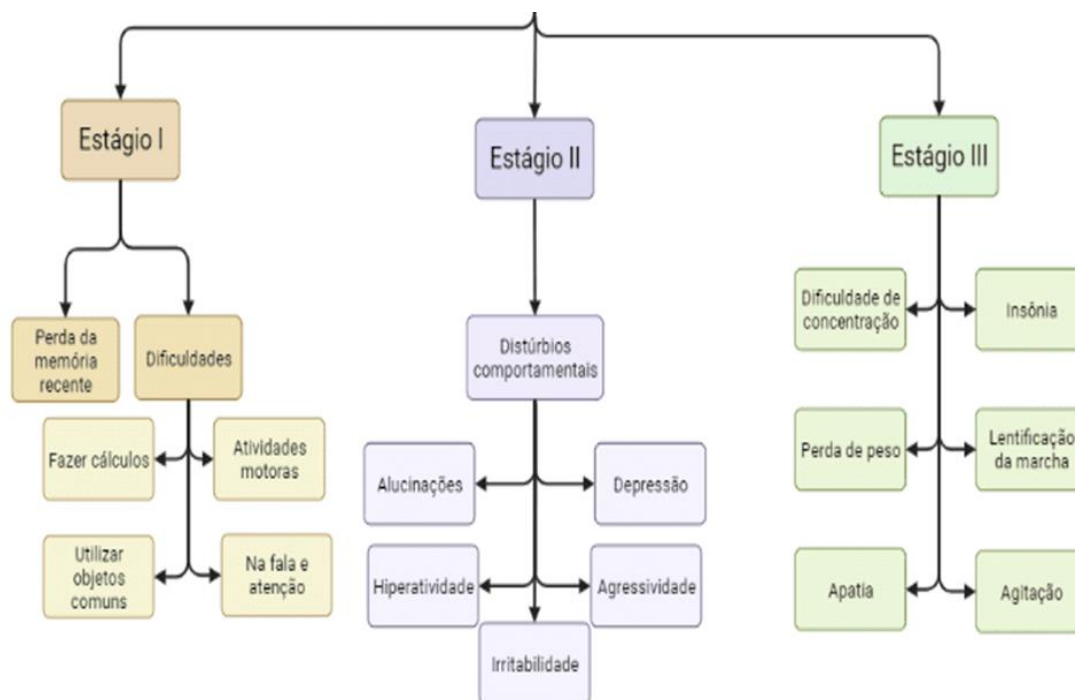 Estágio I
Estágio II
Estágio III
Perda da
memória
recente
Dificuldades
Fazer cálculos
Atividades
motoras
Utilizar
objetos
comuns
Na fala e
atenção
Distúrbios
comportamentais
Alucinações
Depressão
Hiperatividade
Agressividade
Irritabilidade
Dificuldade de
concentração
Insônia
Perda de peso
Lentificação
da marcha
Apatia
Agitação